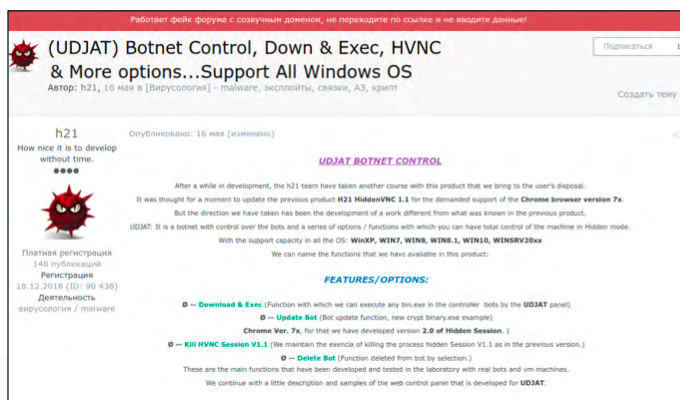 Работает фейк форума с созвучным доменом, не переходите по ссылке и не вводите данные!
(UDJAT) Botnet Control, Down & Exec, HVNC
& More options...Support All Windows OS
Подписаться 1
Автор: h21, 16 мая в [Вирусология] - malware, эксплойты, связки, АЗ, крипт
Создать тему
h21
How nice it is to develop
without time.
Платная регистрация
148 публикаций
Регистрация
18.12.2018 (ID: 90 436)
Деятельность
вирусология / malware
Опубликовано: 16 мая (изменено)
UDJAT BOTNET CONTROL
After a while in development, the h21 team have taken another course with this product that we bring to the user's disposal.
It was thought for a moment to update the previous product H21 HiddenVNC 1.1 for the demanded support of the Chrome browser version 7x.
But the direction we have taken has been the development of a work different from what was known in the previous product.
UDJAT: It is a botnet with control over the bots and a series of options / functions with which you can have total control of the machine in Hidden mode.
With the support capacity in all the OS: WinXP, WIN7, WIN8, WIN8.1, WIN10, WINSRV20xx
We can name the functions that we have available in this product:
FEATURES/OPTIONS:
Ø -- Download & Exec (Function with which we can execute any bin.exe in the controller bots by the UDJAT panel)
Ø -- Update Bot (Bot update function, new crypt binary.exe example)
Chrome Ver. 7x, for that we have developed version 2.0 of Hidden Session. )
Ø -- Kill HVNC Session V1.1 (We maintain the exencia of killing the process hidden Session V1.1 as in the previous version.)
Ø -- Delete Bot (Function deleted from bot by selection.)
These are the main functions that have been developed and tested in the laboratory with real bots and vm machines.
We continue with a little description and samples of the web control panel that is developed for UDJAT.